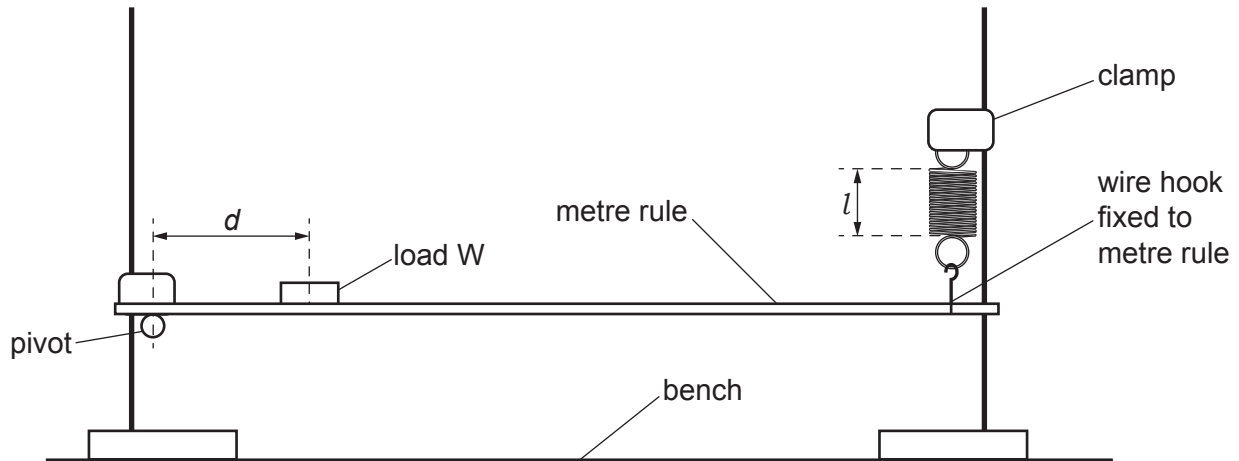 clamp
wire hook
fixed to
metre rule
l
metre rule
d
load W
pivot
bench